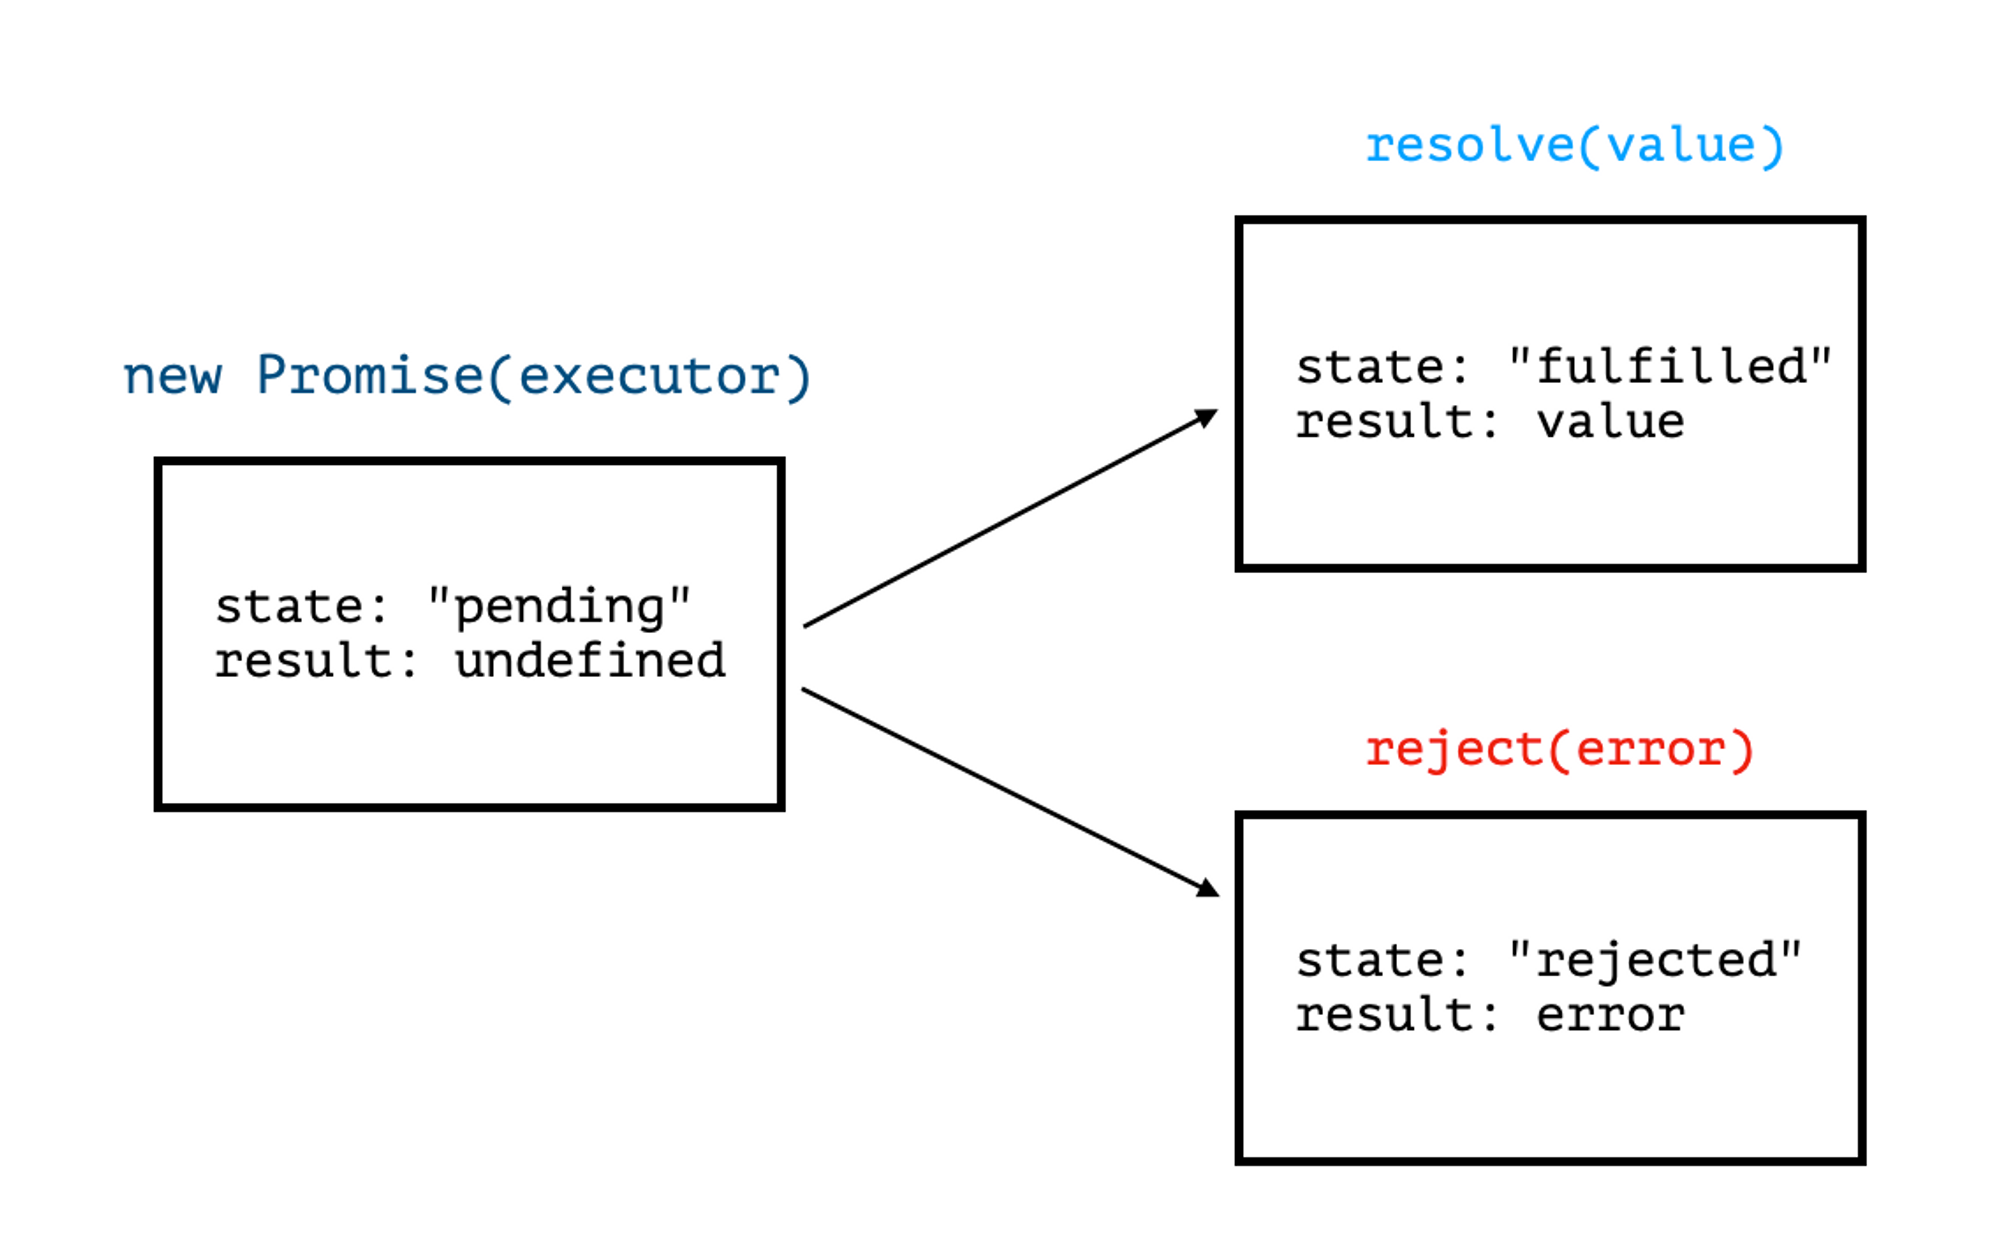 new Promise(executor)
state: "pending"
result: undefined
resolve(value)
state: "fulfilled"
result: value
reject(error)
state: "rejected"
result: error